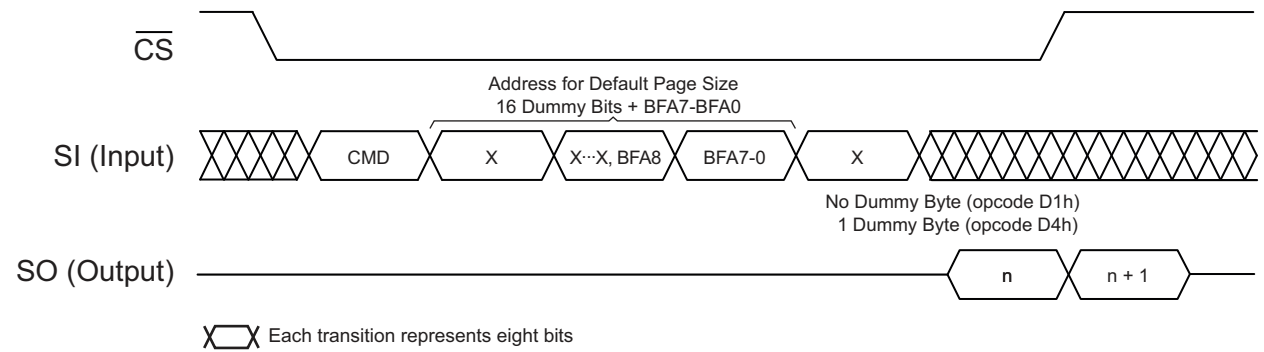 CS
Address for Default Page Size
16 Dummy Bits + BFA7-BFA0
SI (Input)
CMD
X
X···X, BFA8
BFA7-0
X
No Dummy Byte (opcode D1h)
1 Dummy Byte (opcode D4h)
SO (Output)
n
n + 1
Each transition represents eight bits